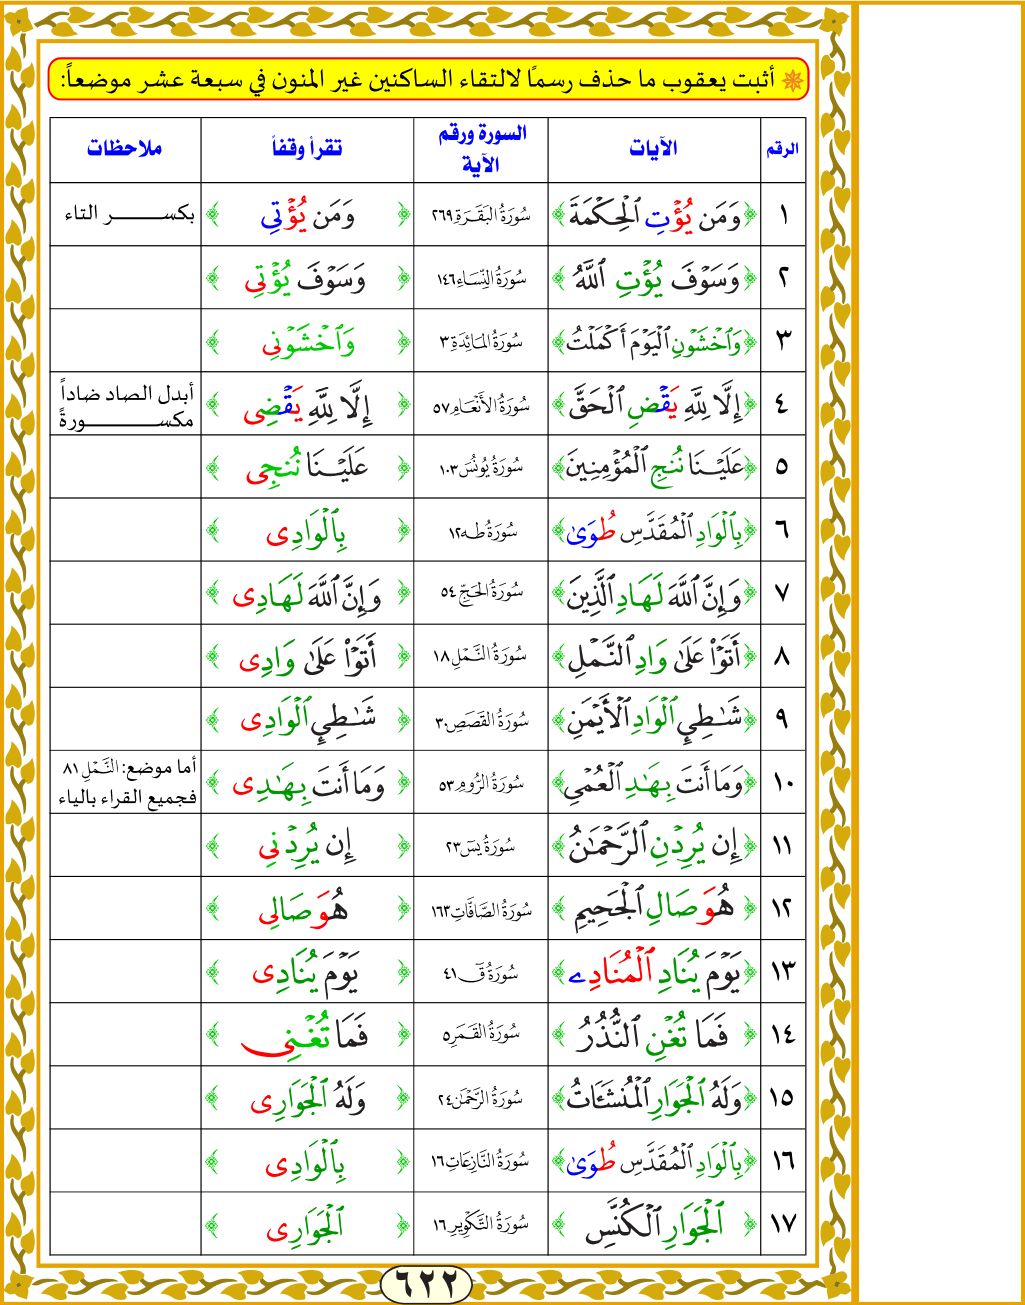 أثبت يعقوب ما حذف رسمًا لالتقاء الساكنين غير المنون في سبعة عشر موضعاً:
الرقم الآيات السورة ورقم الآية تقرأ وقفاً ملاحظات
١ ﴿وَمَن يُؤْتِ ٱلْحِكْمَةَ﴾ سُورَةُ البَقَرَةِ ٢٦٩ ﴿وَمَن يُؤْتِى﴾ بكسر التاء
٢ ﴿وَسَوْفَ يُؤْتِ ٱللَّهُ﴾ سُورَةُ النِّسَاءِ ١٤٦ ﴿وَسَوْفَ يُؤْتِى﴾
٣ ﴿وَٱخْشَوْنِ ٱلْيَوْمَ أَكْمَلْتُ﴾ سُورَةُ المَائِدَةِ ٣ ﴿وَٱخْشَوْنِى﴾
٤ ﴿إِلَّا لِلَّهِ يَقْضِ ٱلْحَقَّ﴾ سُورَةُ الأَنْعَامِ ٥٧ ﴿إِلَّا لِلَّهِ يَقْضِى﴾ أبدل الصاد ضاداً
مكسورةً
٥ ﴿عَلَيْنَا نُنجِ ٱلْمُؤْمِنِينَ﴾ سُورَةُ يُونُسَ ١٠٣ ﴿عَلَيْنَا نُنجِى﴾
٦ ﴿بِٱلْوَادِ ٱلْمُقَدَّسِ طُوَىٰ﴾ سُورَةُ طه ١٢ ﴿بِٱلْوَادِى﴾
٧ ﴿وَإِنَّ ٱللَّهَ لَهَادِ ٱلَّذِينَ﴾ سُورَةُ الحَجِّ ٥٤ ﴿وَإِنَّ ٱللَّهَ لَهَادِى﴾
٨ ﴿أَتَوْاْ عَلَىٰ وَادِ ٱلنَّمْلِ﴾ سُورَةُ النَّمْلِ ١٨ ﴿أَتَوْاْ عَلَىٰ وَادِى﴾
٩ ﴿شَٰطِيِٕ ٱلْوَادِ ٱلْأَيْمَنِ﴾ سُورَةُ القَصَصِ ٣٠ ﴿شَٰطِيِٕ ٱلْوَادِى﴾
١٠ ﴿وَمَا أَنتَ بِهَٰدِ ٱلْعُمْىِ﴾ سُورَةُ الرُّومِ ٥٣ ﴿وَمَا أَنتَ بِهَٰدِى﴾ أما موضع: النَّمْلِ ٨١
فجميع القراء بالياء
١١ ﴿إِن يُرِدْنِ ٱلرَّحْمَٰنُ﴾ سُورَةُ يسٓ ٢٣ ﴿إِن يُرِدْنِى﴾
١٢ ﴿هُوَ صَالِ ٱلْجَحِيمِ﴾ سُورَةُ الصَّافَّاتِ ١٦٣ ﴿هُوَ صَالِى﴾
١٣ ﴿يَوْمَ يُنَادِ ٱلْمُنَادِۦ﴾ سُورَةُ قٓ ٤١ ﴿يَوْمَ يُنَادِى﴾
١٤ ﴿فَمَا تُغْنِ ٱلنُّذُرُ﴾ سُورَةُ القَمَرِ ٥ ﴿فَمَا تُغْنِى﴾
١٥ ﴿وَلَهُ ٱلْجَوَارِ ٱلْمُنشَـَٔاتُ﴾ سُورَةُ الرَّحْمَٰن ٢٤ ﴿وَلَهُ ٱلْجَوَارِى﴾
١٦ ﴿بِٱلْوَادِ ٱلْمُقَدَّسِ طُوَىٰ﴾ سُورَةُ النَّازِعَاتِ ١٦ ﴿بِٱلْوَادِى﴾
١٧ ﴿ٱلْجَوَارِ ٱلْكُنَّسِ﴾ سُورَةُ التَّكْوِيرِ ١٦ ﴿ٱلْجَوَارِى﴾
٦٢٢